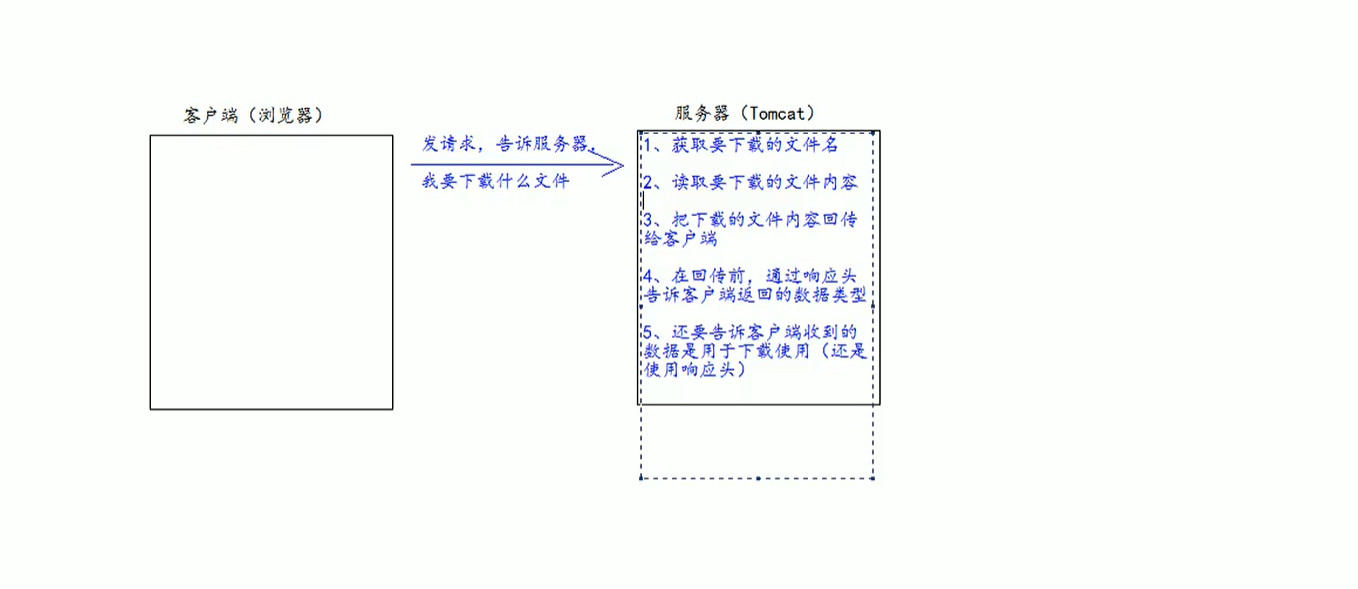 客户端（浏览器）
发请求，告诉服务器，
我要下载什么文件
服务器（Tomcat）
1、获取要下载的文件名
2、读取要下载的文件内容
3、把下载的文件内容回传
给客户端
4、在回传前，通过响应头
告诉客户端返回的数据类型
5、还要告诉客户端收到的
数据是用于下载使用（还是
使用响应头）